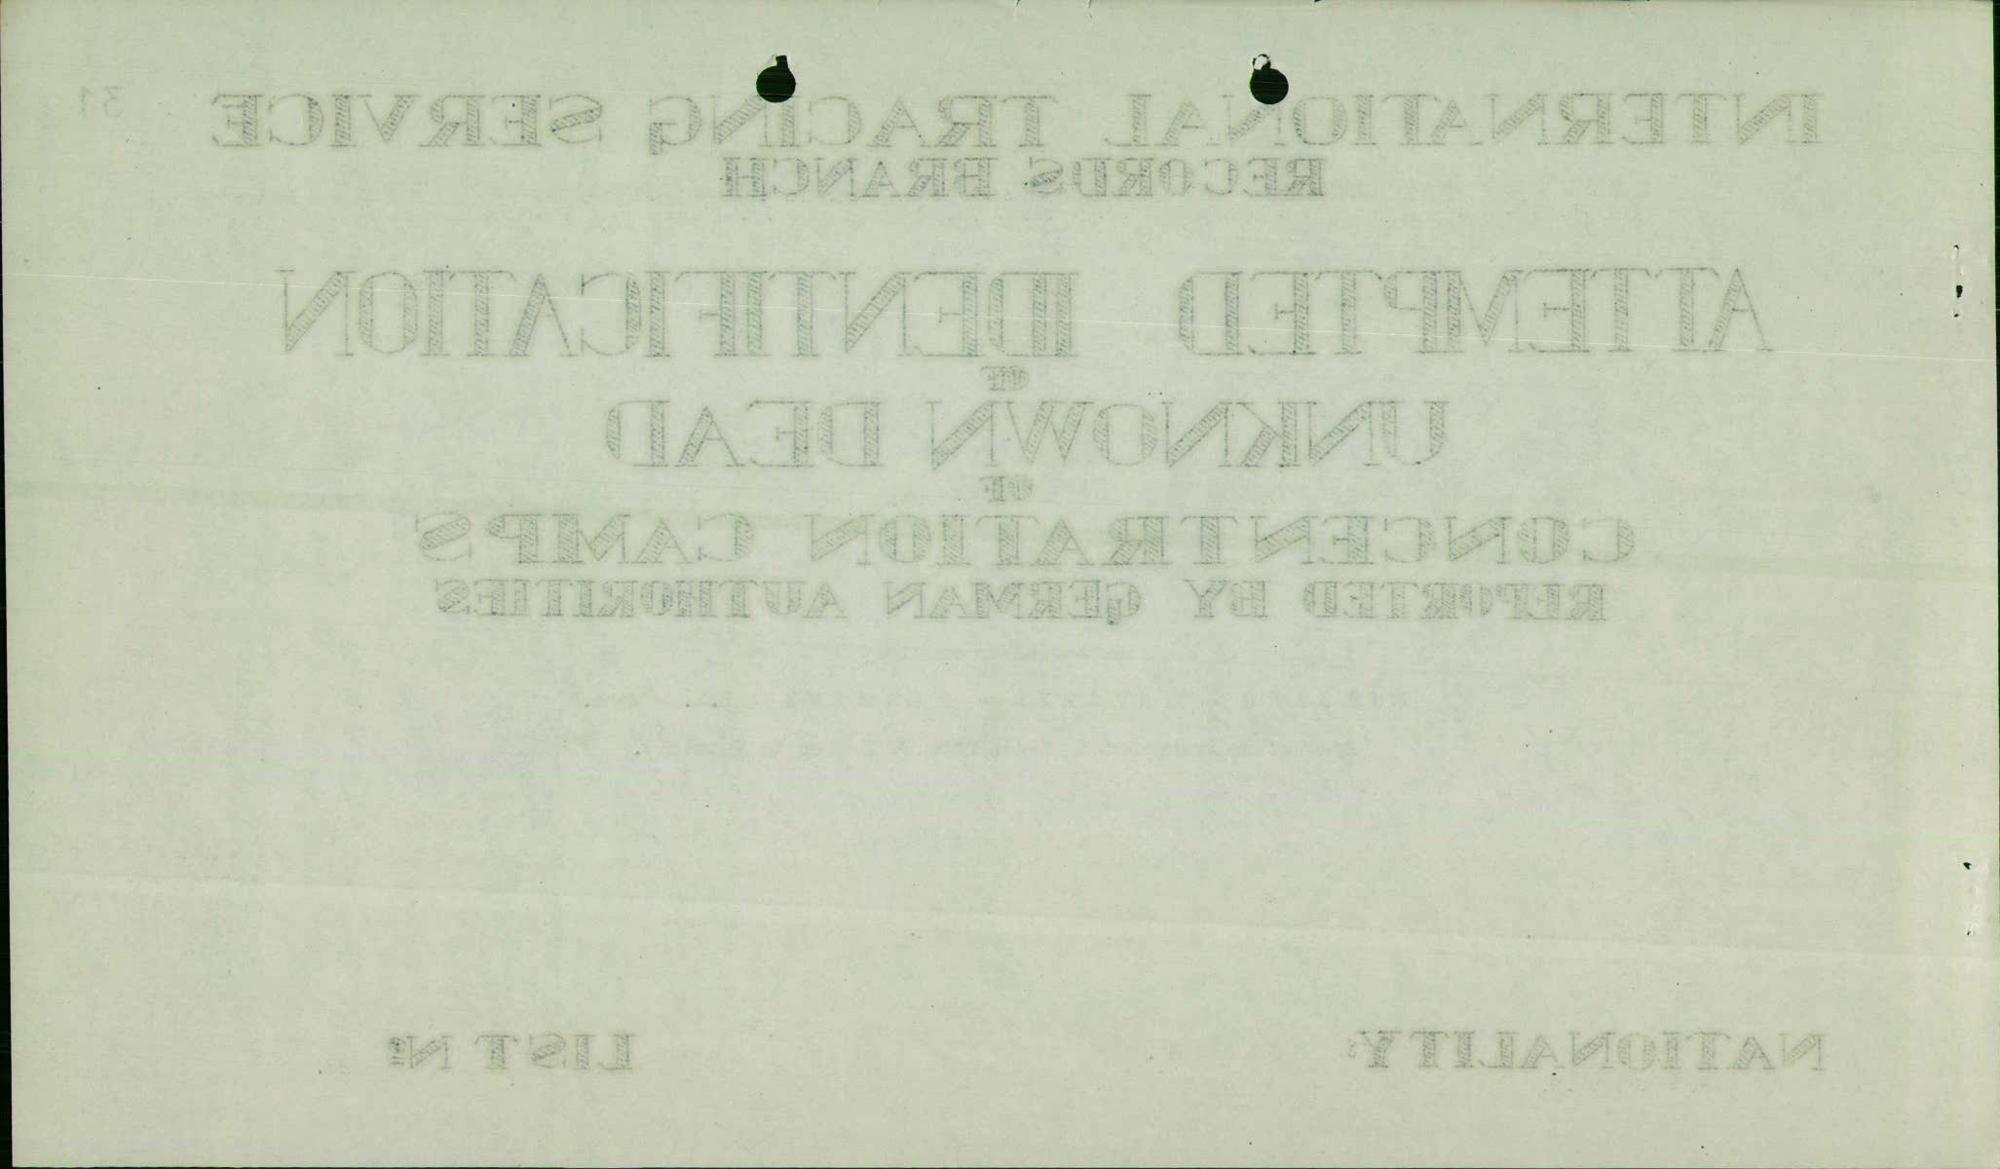 31
INTERNATIONAL TRACING SERVICE
RECORDS BRANCH
ATTEMPTED IDENTIFICATION
OF
UNKNOWN DEAD
OF
CONCENTRATION CAMPS
REPORTED BY GERMAN AUTHORITIES
NATIONALITY: LIST Nº